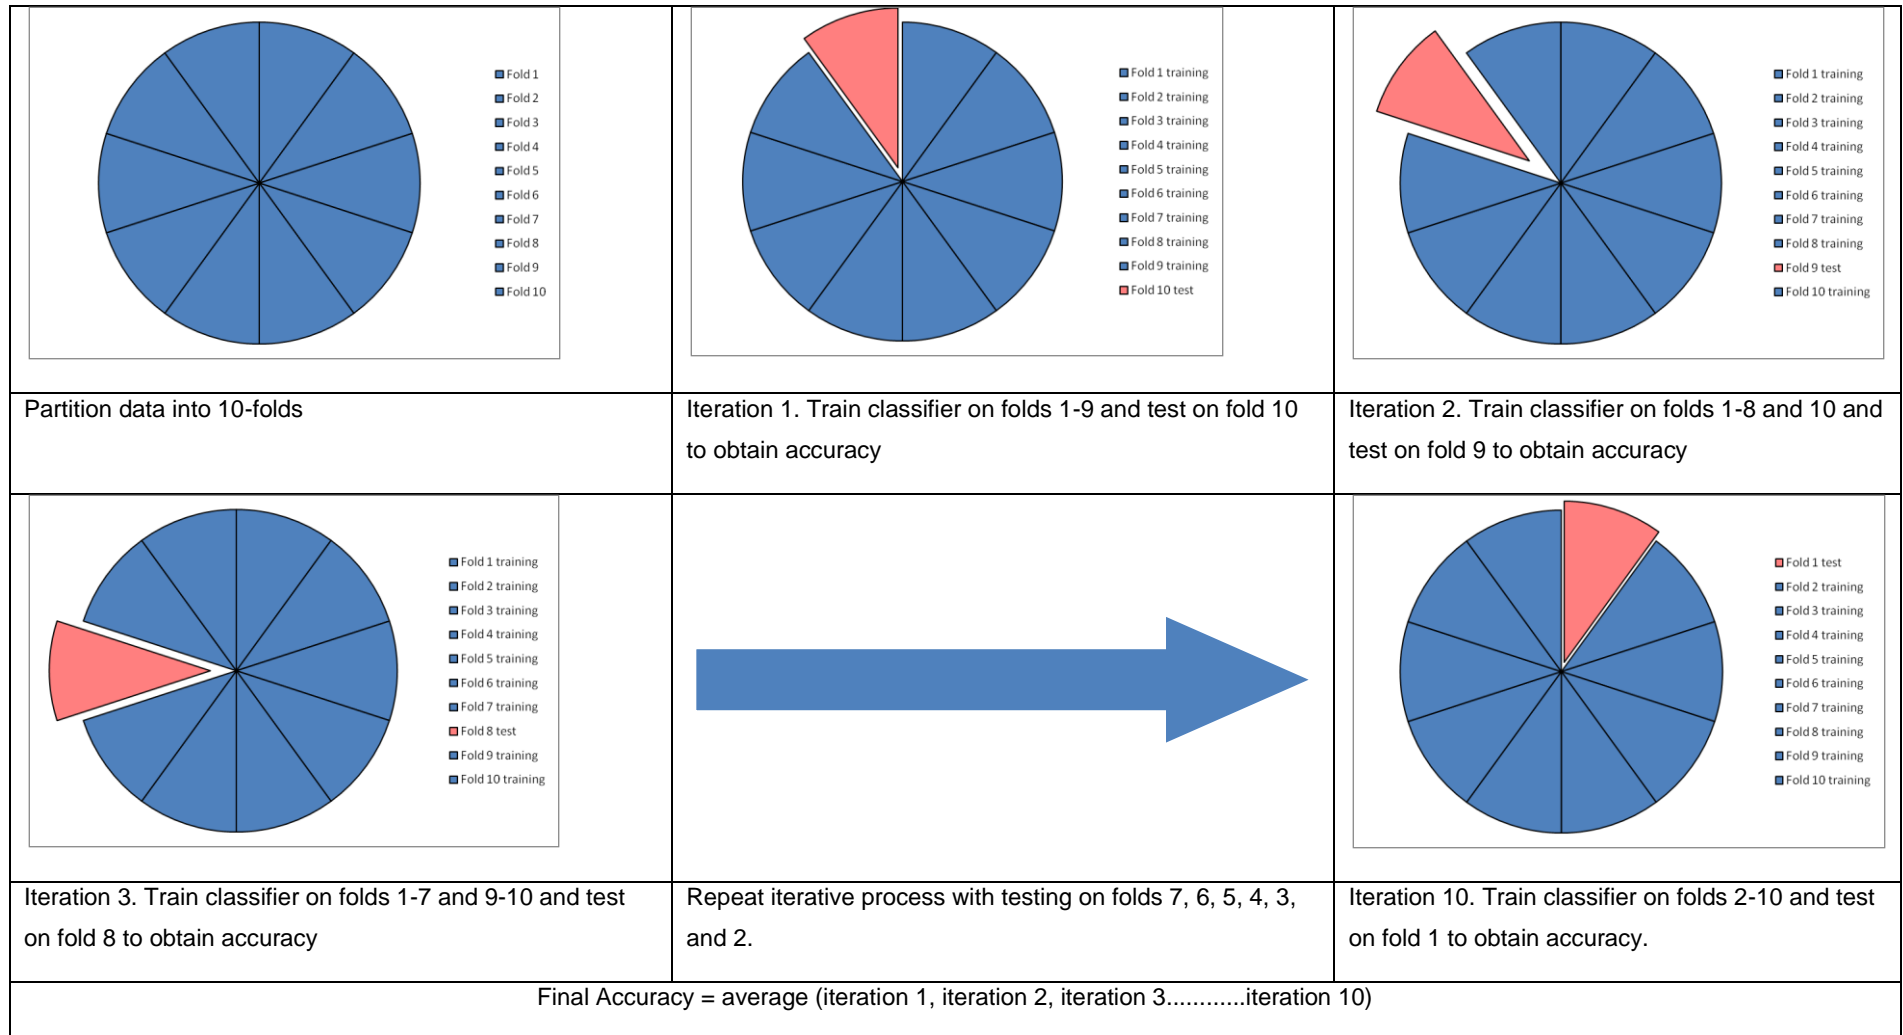 Fold 1
Fold 2
Fold 3
Fold 4
Fold 5
Fold 6
Fold 7
Fold 8
Fold 9
Fold 10
Fold 1 training
Fold 2 training
Fold 3 training
Fold 4 training
Fold 5 training
Fold 6 training
Fold 7 training
Fold 8 training
Fold 9 training
Fold 10 test
Fold 1 training
Fold 2 training
Fold 3 training
Fold 4 training
Fold 5 training
Fold 6 training
Fold 7 training
Fold 8 training
Fold 9 test
Fold 10 training
Partition data into 10-folds
Iteration 1. Train classifier on folds 1-9 and test on fold 10
to obtain accuracy
Iteration 2. Train classifier on folds 1-8 and 10 and
test on fold 9 to obtain accuracy
Fold 1 training
Fold 2 training
Fold 3 training
Fold 4 training
Fold 5 training
Fold 6 training
Fold 7 training
Fold 8 test
Fold 9 training
Fold 10 training
Fold 1 test
Fold 2 training
Fold 3 training
Fold 4 training
Fold 5 training
Fold 6 training
Fold 7 training
Fold 8 training
Fold 9 training
Fold 10 training
Iteration 3. Train classifier on folds 1-7 and 9-10 and test
on fold 8 to obtain accuracy
Repeat iterative process with testing on folds 7, 6, 5, 4, 3,
and 2.
Iteration 10. Train classifier on folds 2-10 and test
on fold 1 to obtain accuracy.
Final Accuracy = average (iteration 1, iteration 2, iteration 3............iteration 10)